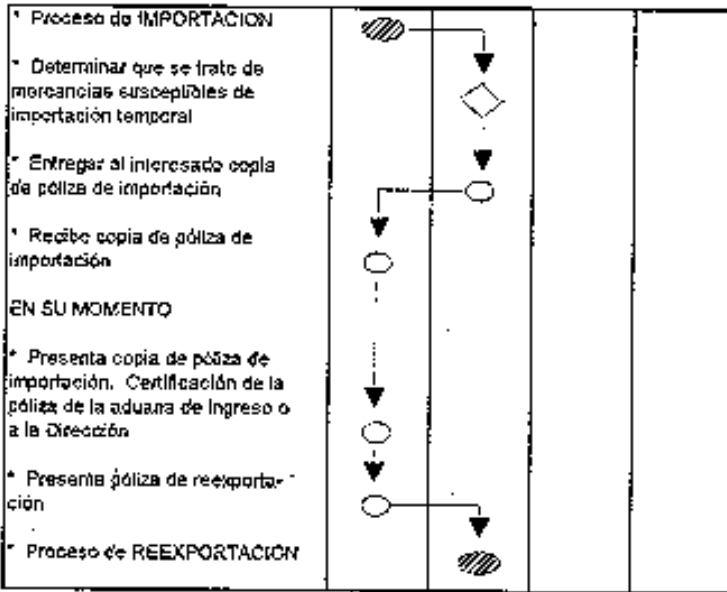 * Proceso de IMPORTACION
* Determinar que se trate de
mercancías susceptibles de
importación temporal
* Entregar al interesado copia
de póliza de importación
* Recibe copia de póliza de
importación
EN SU MOMENTO
* Presenta copia de póliza de
importación. Certificación de la
póliza de la aduana de ingreso o
a la Dirección
* Presenta póliza de reexporta-
ción
* Proceso de REEXPORTACION